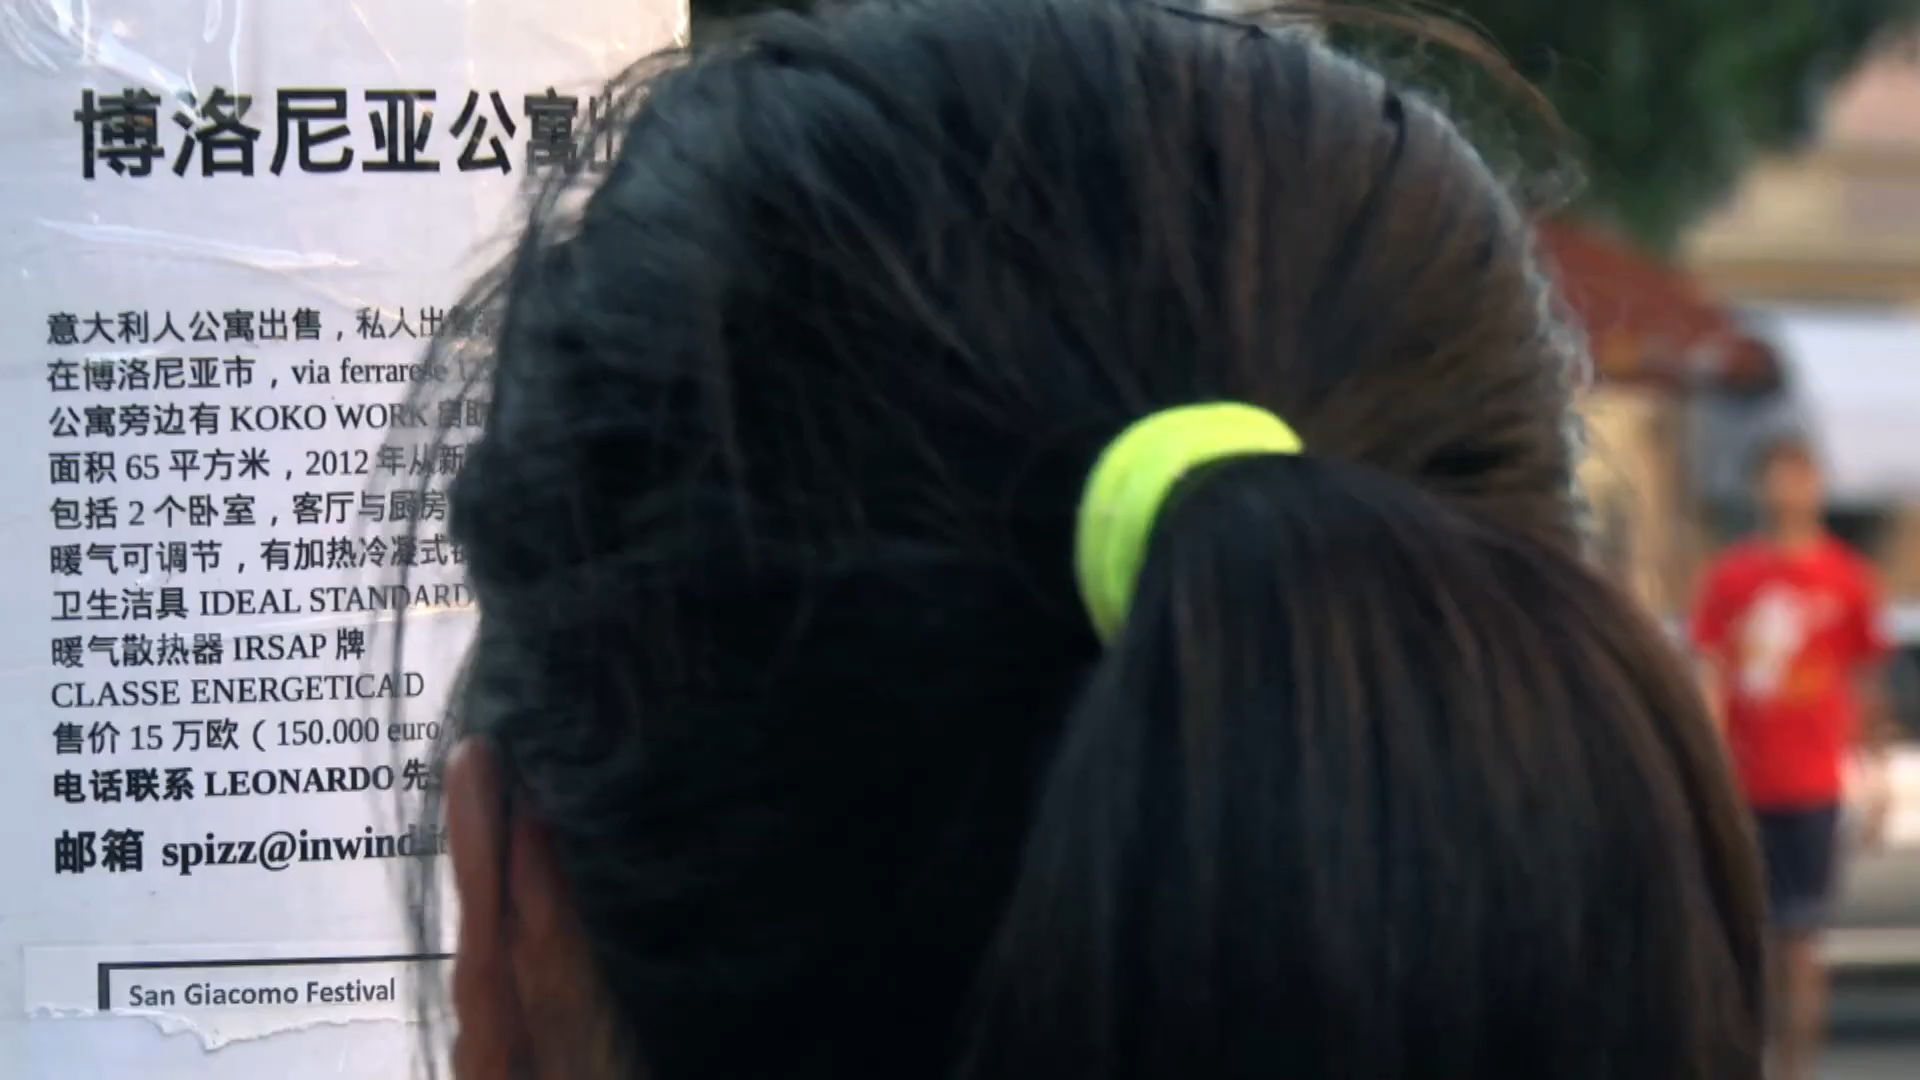 博洛尼亚公寓
意大利人公寓出售，私人出
在博洛尼亚市，via ferrarese
公寓旁边有 KOKO WORK
面积 65 平方米，2012 年从新
包括 2 个卧室，客厅与厨房
暖气可调节，有加热冷凝式
卫生洁具 IDEAL STANDARD
暖气散热器 IRSAP 牌
CLASSE ENERGETICA D
售价 15 万欧（150.000 euro
电话联系 LEONARDO 先
邮箱 spizz@inwind.it
San Giacomo Festival